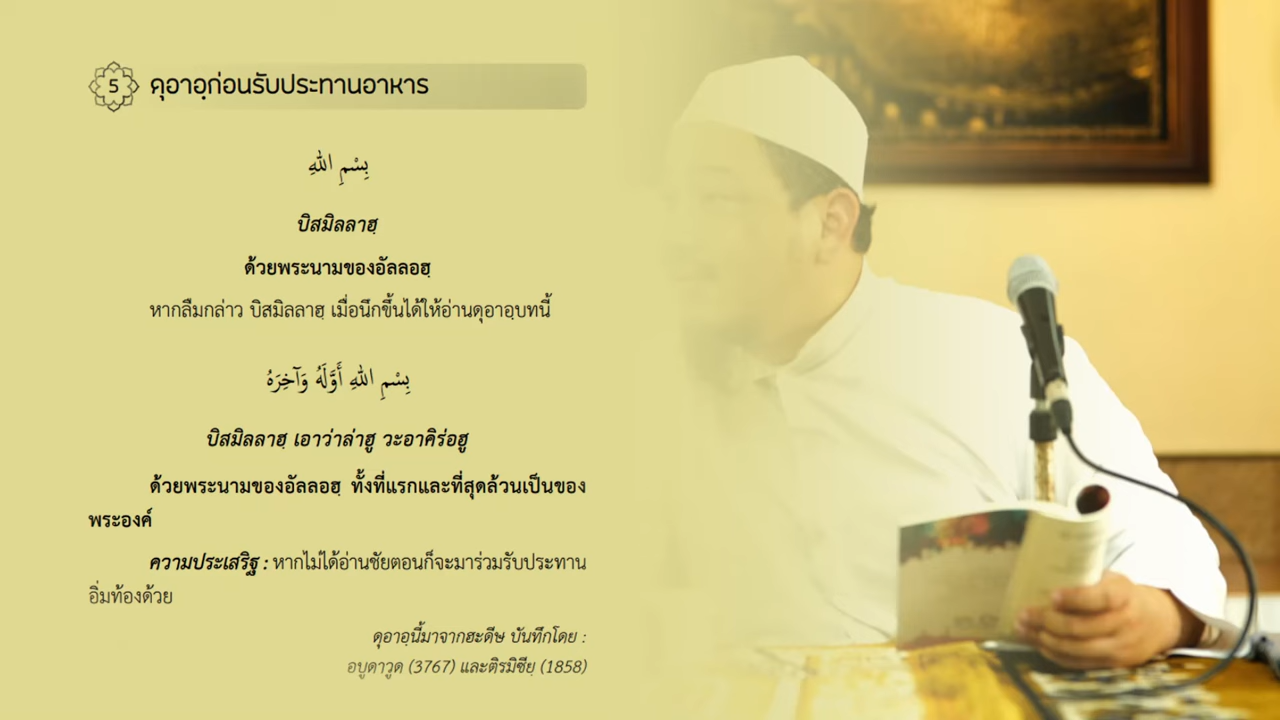 5 ดุอาอฺก่อนรับประทานอาหาร
بِسْمِ اللهِ
บิสมิลลาฮฺ
ด้วยพระนามของอัลลอฮฺ
หากลืมกล่าว บิสมิลลาฮฺ เมื่อนึกขึ้นได้ให้อ่านดุอาอฺบทนี้
بِسْمِ اللهِ أَوَّلَهُ وَآخِرَهُ
บิสมิลลาฮฺ เอาว่าล่าฮู วะอาคิร่อฮู
ด้วยพระนามของอัลลอฮฺ ทั้งที่แรกและที่สุดล้วนเป็นของ
พระองค์
ความประเสริฐ : หากไม่ได้อ่านชัยตอนก็จะมาร่วมรับประทาน
อิ่มท้องด้วย
ดุอาอฺนี้มาจากฮะดีษ บันทึกโดย :
อบูดาวูด (3767) และติรมิซียฺ (1858)